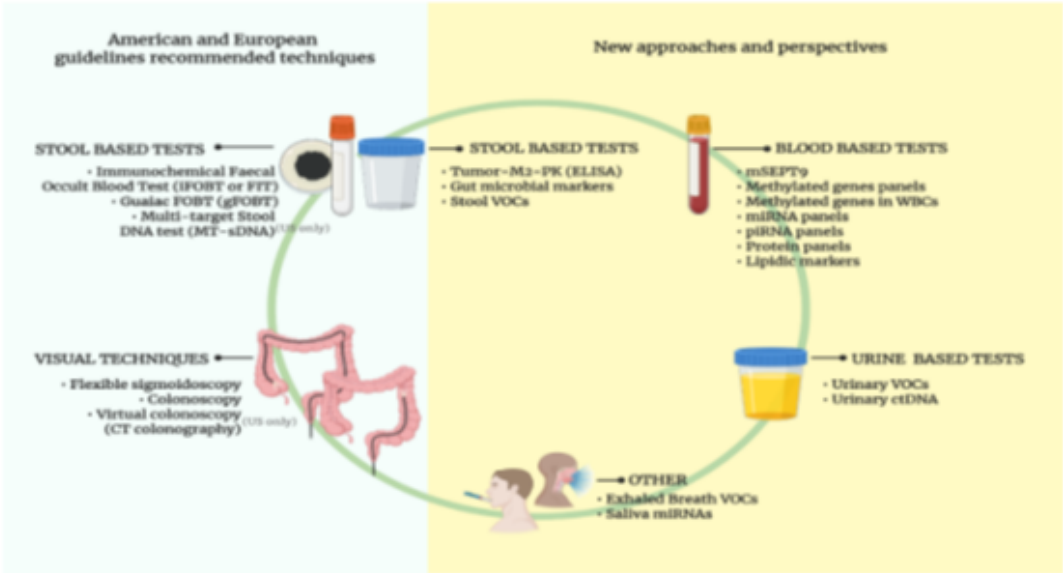 American and European
guidelines recommended techniques
New approaches and perspectives
STOOL BASED TESTS
• Immunochemical Faecal
Occult Blood Test (iFOBT or FIT)
• Guaiac FOBT (gFOBT)
• Multi-target Stool
DNA test (MT-sDNA) (US only)
STOOL BASED TESTS
• Tumor-M2-PK (ELISA)
• Gut microbial markers
• Stool VOCs
BLOOD BASED TESTS
• mSEPT9
• Methylated genes panels
• Methylated genes in WBCs
• miRNA panels
• piRNA panels
• Protein panels
• Lipidic markers
VISUAL TECHNIQUES
• Flexible sigmoidoscopy
• Colonoscopy
• Virtual colonoscopy
(CT colonography) (US only)
URINE BASED TESTS
• Urinary VOCs
• Urinary ctDNA
OTHER
• Exhaled Breath VOCs
• Saliva miRNAs